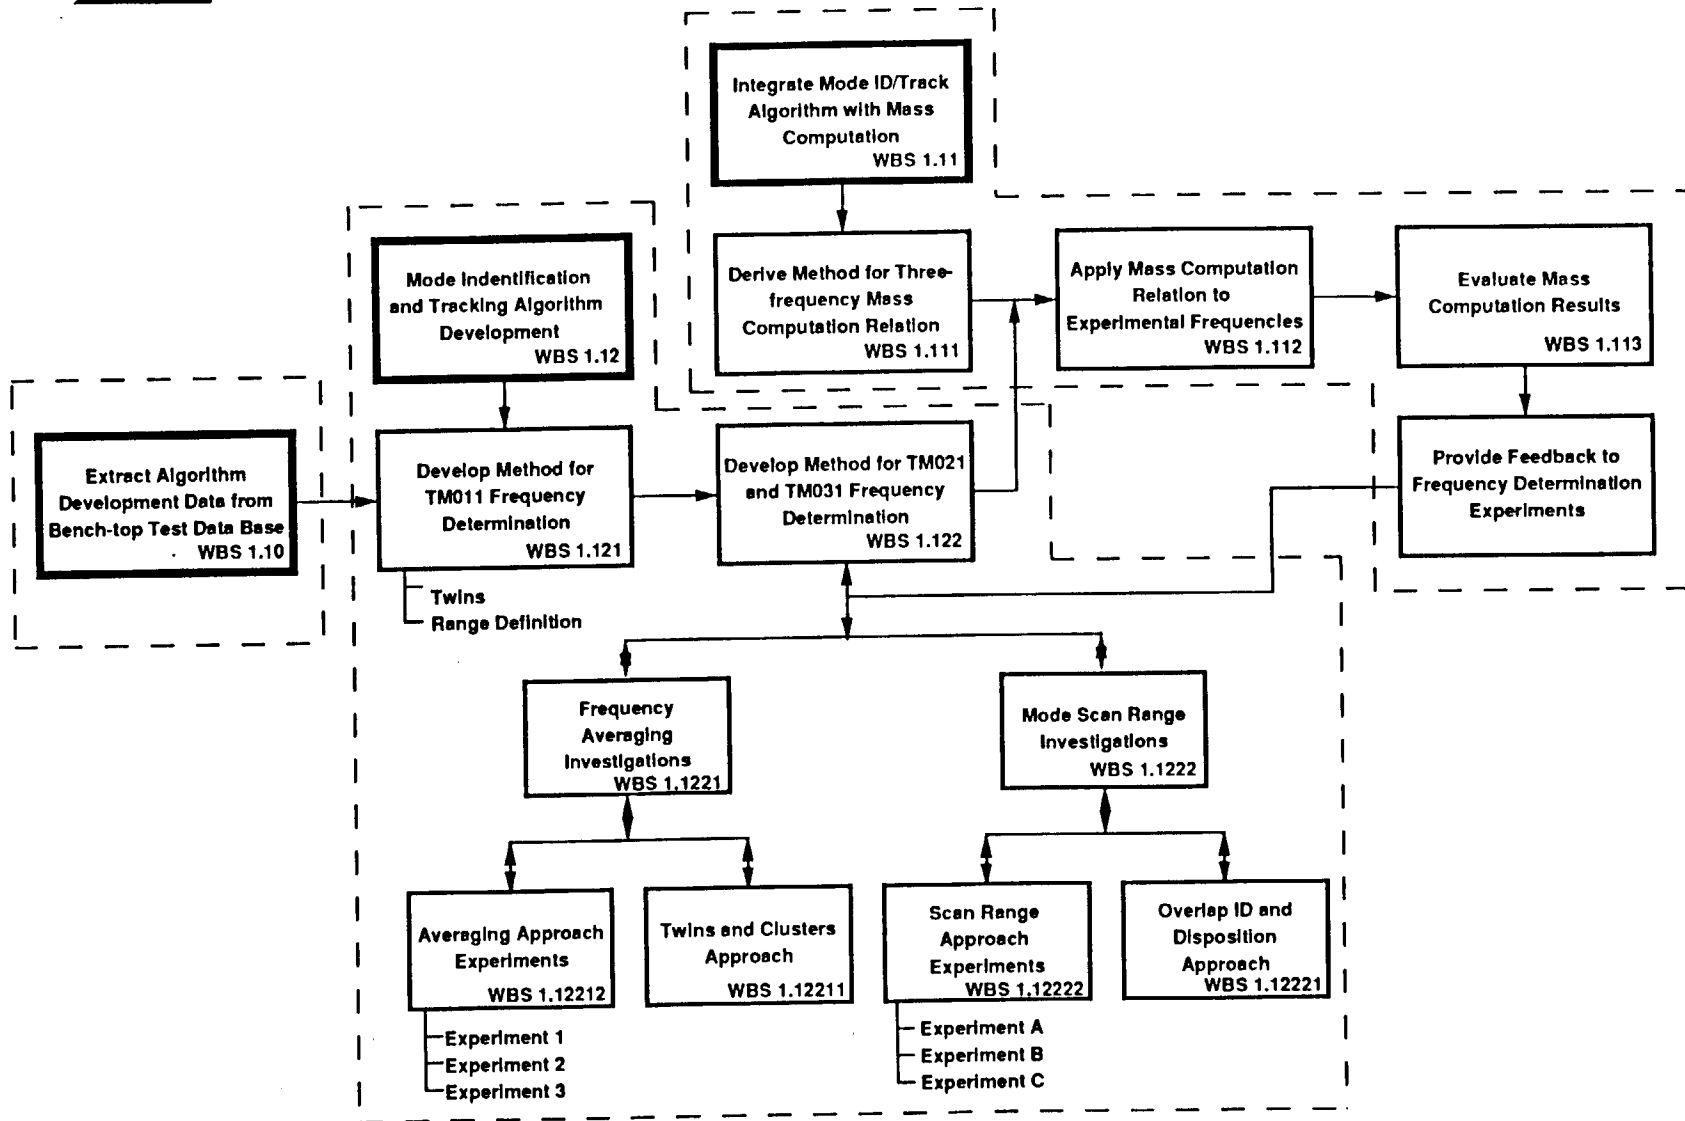 Integrate Mode ID/Track
Algorithm with Mass
Computation
WBS 1.11
Mode Indentification
and Tracking Algorithm
Development
WBS 1.12
Derive Method for Three-
frequency Mass
Computation Relation
WBS 1.111
Apply Mass Computation
Relation to
Experimental Frequencies
WBS 1.112
Evaluate Mass
Computation Results
WBS 1.113
Extract Algorithm
Development Data from
Bench-top Test Data Base
WBS 1.10
Develop Method for
TM011 Frequency
Determination
WBS 1.121
Twins
Range Definition
Develop Method for TM021
and TM031 Frequency
Determination
WBS 1.122
Provide Feedback to
Frequency Determination
Experiments
Frequency
Averaging
Investigations
WBS 1.1221
Mode Scan Range
Investigations
WBS 1.1222
Averaging Approach
Experiments
WBS 1.12212
Experiment 1
Experiment 2
Experiment 3
Twins and Clusters
Approach
WBS 1.12211
Scan Range
Approach
Experiments
WBS 1.12222
Experiment A
Experiment B
Experiment C
Overlap ID and
Disposition
Approach
WBS 1.12221